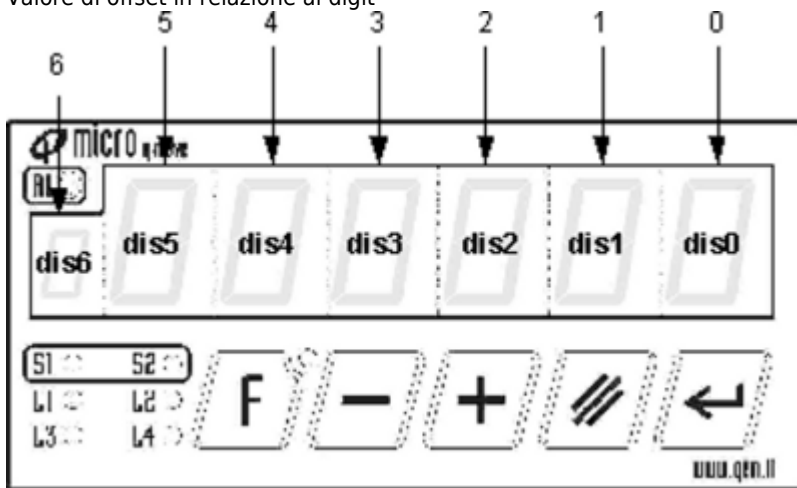 Valore di offset in relazione al digit
5 4 3 2 1 0
6
micro
AL
dis6 dis5 dis4 dis3 dis2 dis1 dis0
S1 S2
L1 L2
L3 L4
F - +
www.qem.it